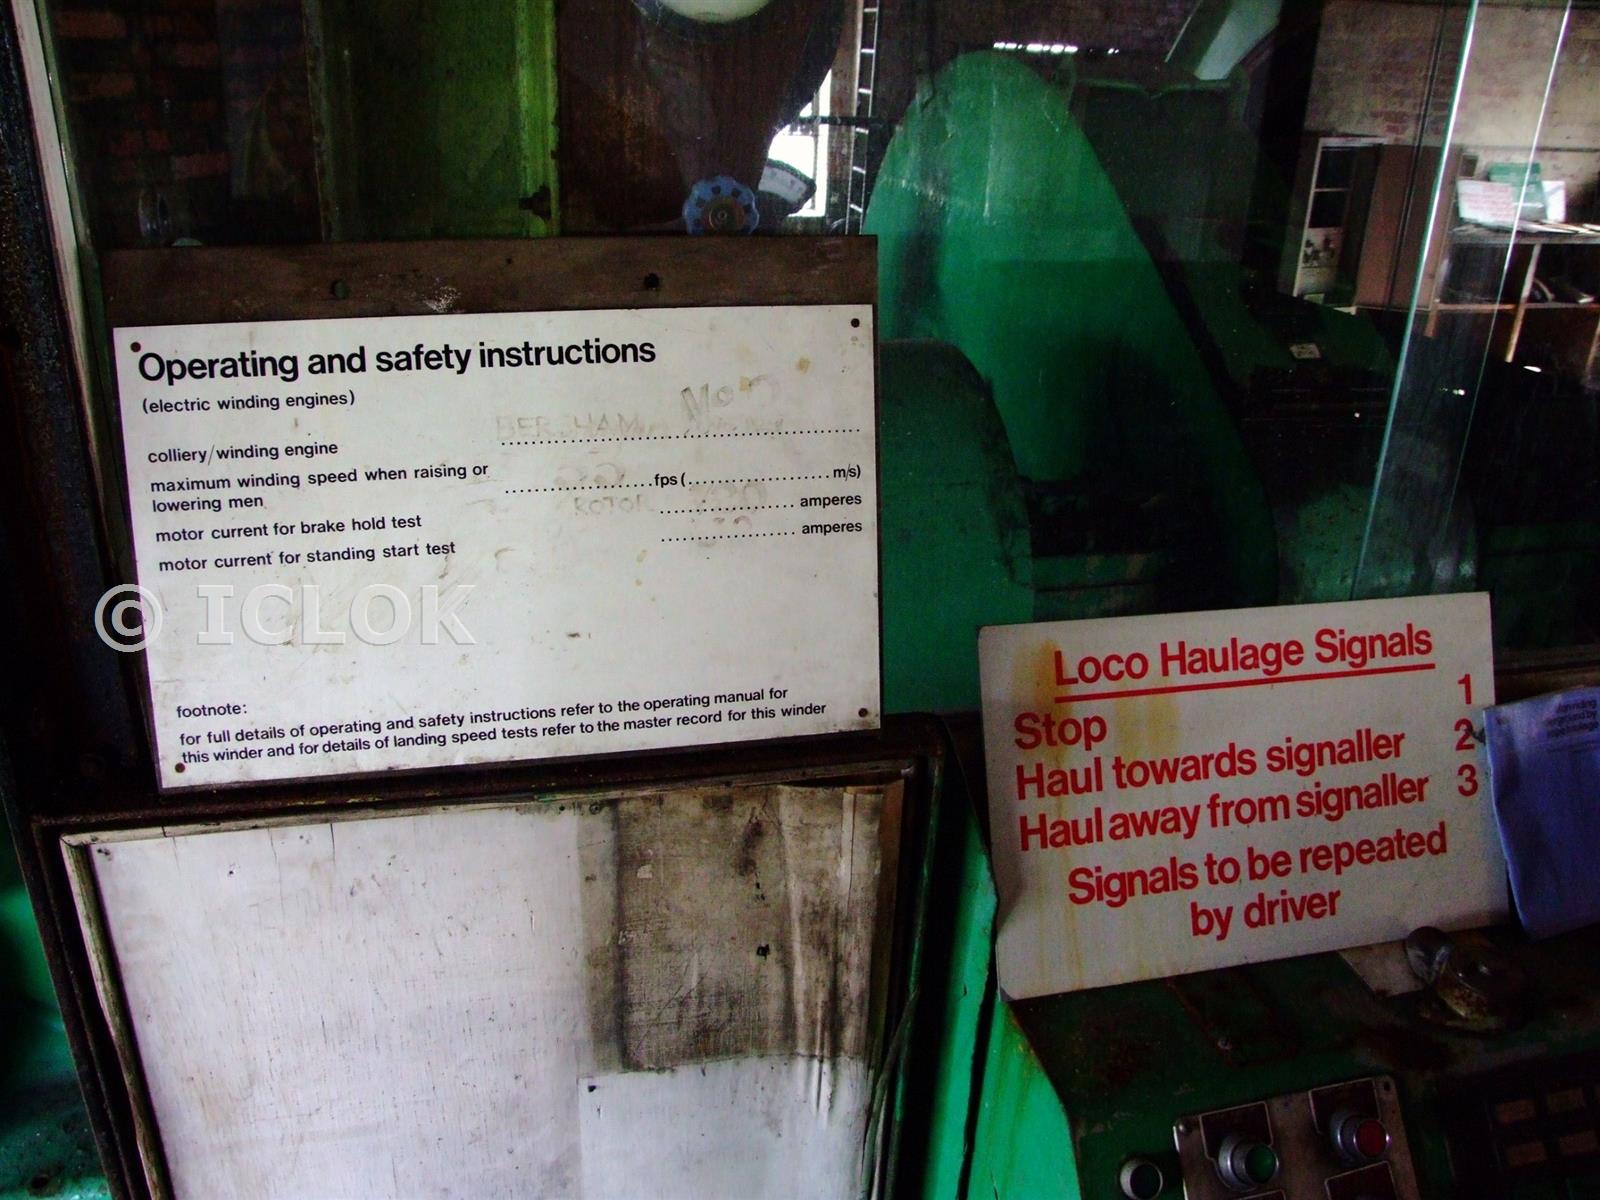 Operating and safety instructions
(electric winding engines)
colliery/winding engine ........................................
BERSHAM No 2
maximum winding speed when raising or
lowering men .....................fps (.....................m/s)
motor current for brake hold test ................... amperes
ROTOR
motor current for standing start test ................... amperes
footnote:
for full details of operating and safety instructions refer to the operating manual for
this winder and for details of landing speed tests refer to the master record for this winder
© ICLOK
Loco Haulage Signals
Stop 1
Haul towards signaller 2
Haul away from signaller 3
Signals to be repeated
by driver